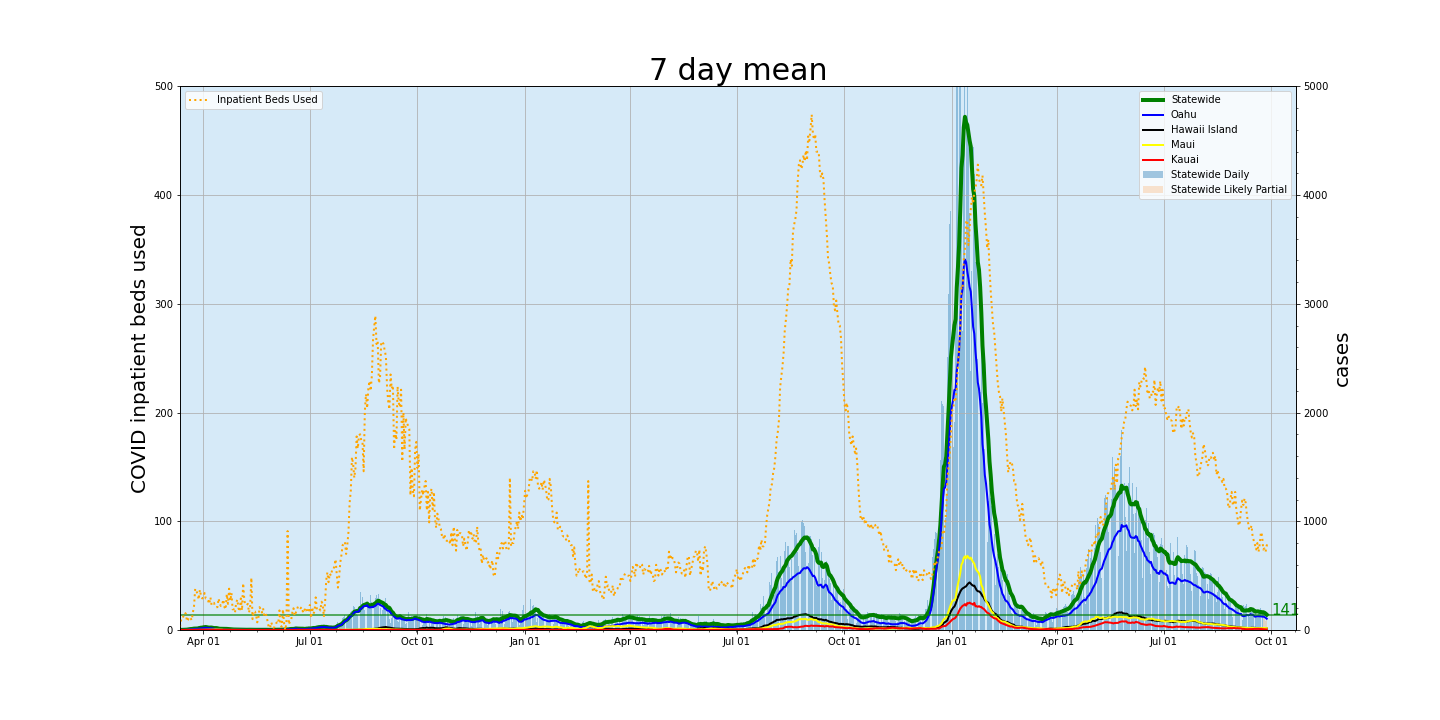 7 day mean
500
400
300
200
100
0
COVID inpatient beds used
Inpatient Beds Used
Statewide
Oahu
Hawaii Island
Maui
Kauai
Statewide Daily
Statewide Likely Partial
5000
4000
3000
2000
1000
0
cases
141
Apr 01 Jul 01 Oct 01 Jan 01 Apr 01 Jul 01 Oct 01 Jan 01 Apr 01 Jul 01 Oct 01